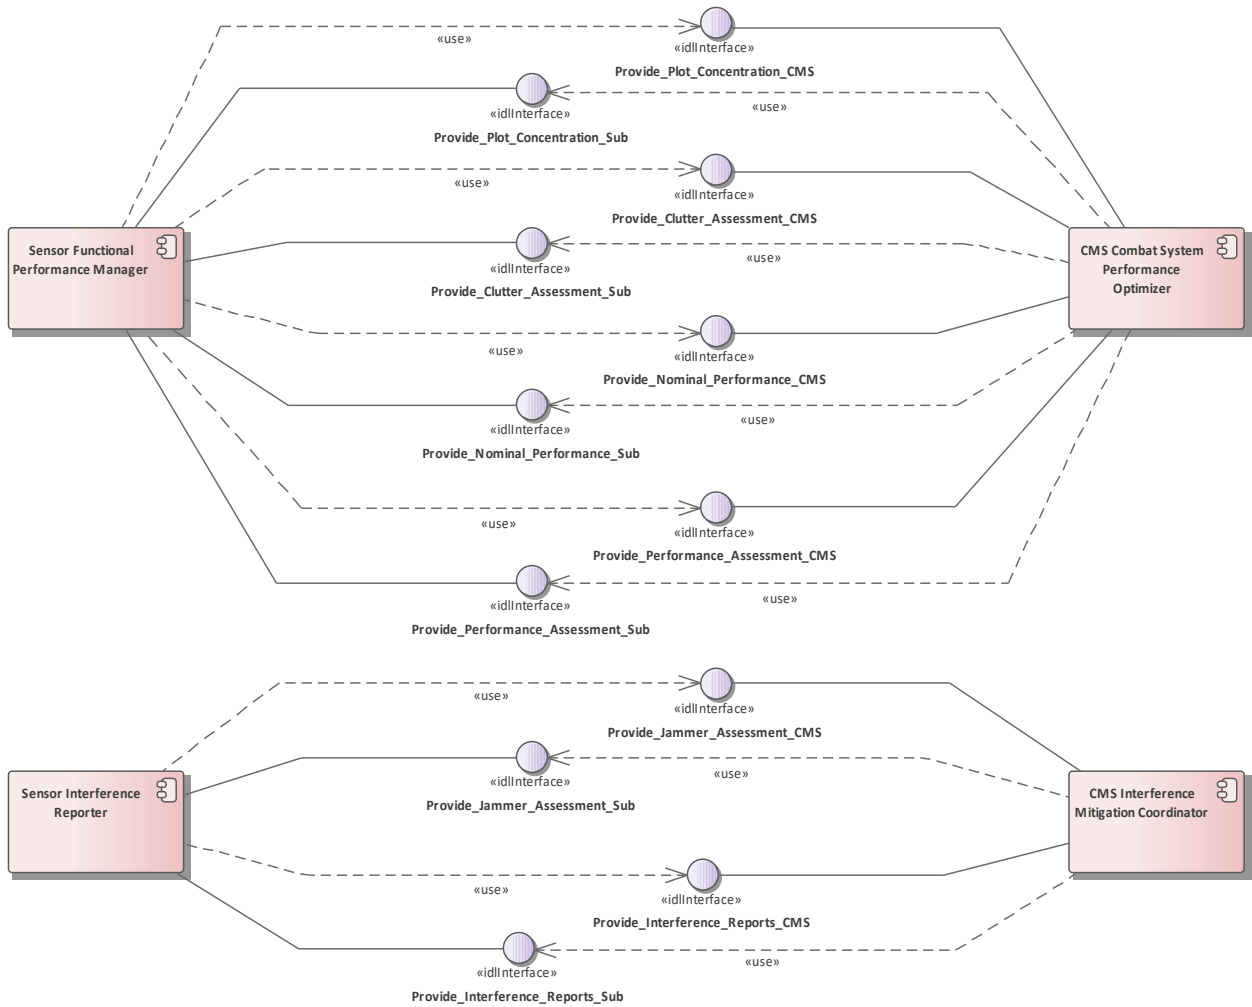 «use»
«idlInterface»
Provide_Plot_Concentration_CMS
«use»
«idlInterface»
Provide_Plot_Concentration_Sub
«use»
«idlInterface»
Provide_Clutter_Assessment_CMS
Sensor Functional
Performance Manager
CMS Combat System
Performance
Optimizer
«use»
«idlInterface»
Provide_Clutter_Assessment_Sub
«use»
«idlInterface»
Provide_Nominal_Performance_CMS
«use»
«idlInterface»
Provide_Nominal_Performance_Sub
«use»
«idlInterface»
Provide_Performance_Assessment_CMS
«use»
«idlInterface»
Provide_Performance_Assessment_Sub
«use»
«idlInterface»
Provide_Jammer_Assessment_CMS
«use»
«idlInterface»
Provide_Jammer_Assessment_Sub
Sensor Interference
Reporter
CMS Interference
Mitigation Coordinator
«use»
«idlInterface»
Provide_Interference_Reports_CMS
«use»
«idlInterface»
Provide_Interference_Reports_Sub